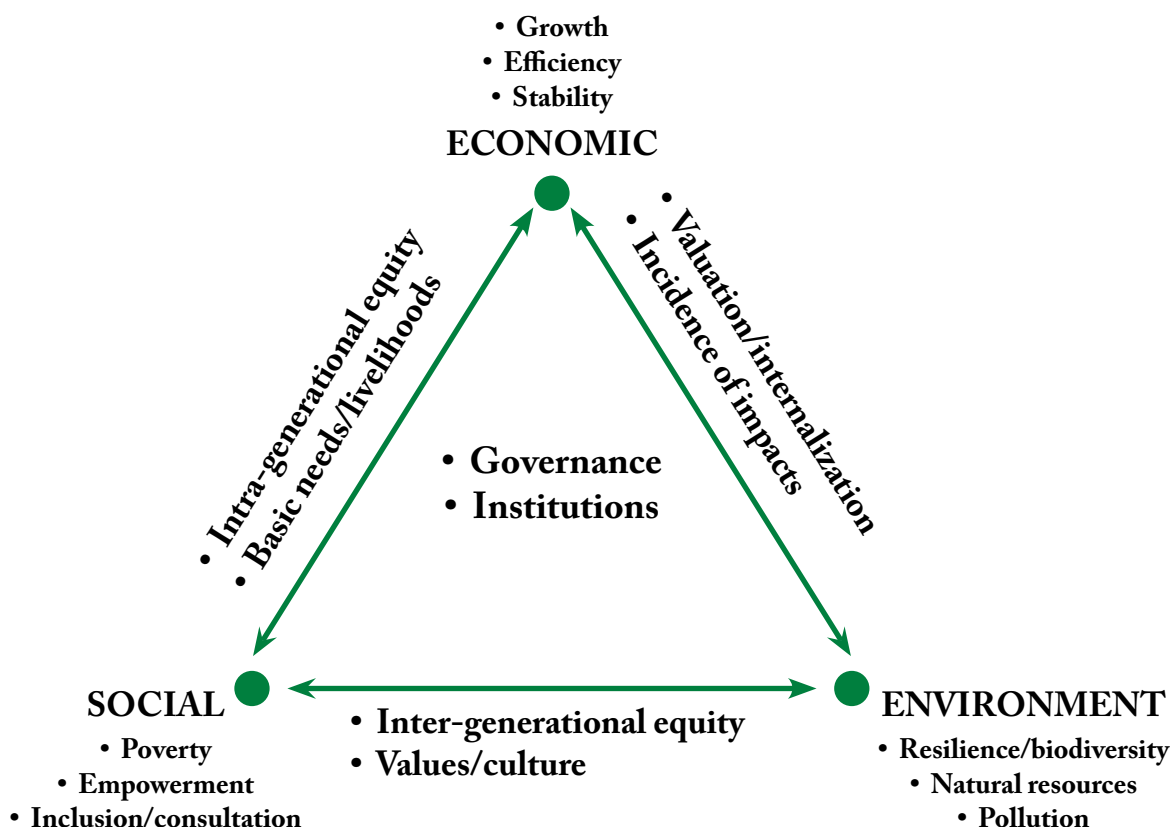 • Growth
• Efficiency
• Stability
ECONOMIC
• Intra-generational equity
• Basic needs/livelihoods
• Valuation/internalization
• Incidence of impacts
• Governance
• Institutions
SOCIAL
• Poverty
• Empowerment
• Inclusion/consultation
• Inter-generational equity
• Values/culture
ENVIRONMENT
• Resilience/biodiversity
• Natural resources
• Pollution